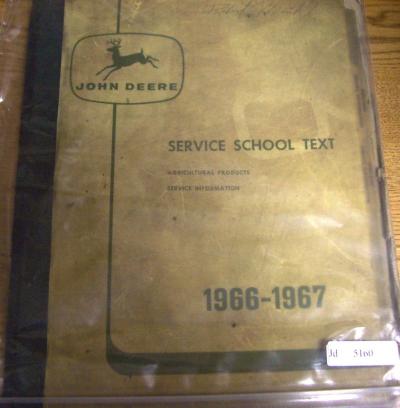 JOHN DEERE
SERVICE SCHOOL TEXT
AGRICULTURAL PRODUCTS
SERVICE INFORMATION
1966-1967
Jd 5160